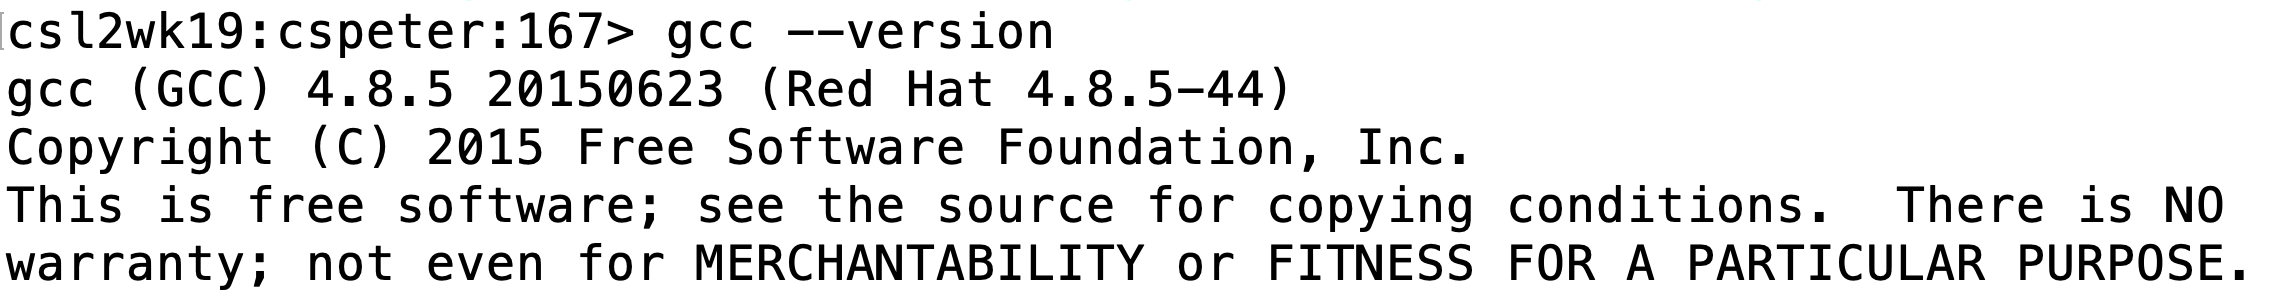 csl2wk19:cspeter:167> gcc --version
gcc (GCC) 4.8.5 20150623 (Red Hat 4.8.5-44)
Copyright (C) 2015 Free Software Foundation, Inc.
This is free software; see the source for copying conditions.  There is NO
warranty; not even for MERCHANTABILITY or FITNESS FOR A PARTICULAR PURPOSE.